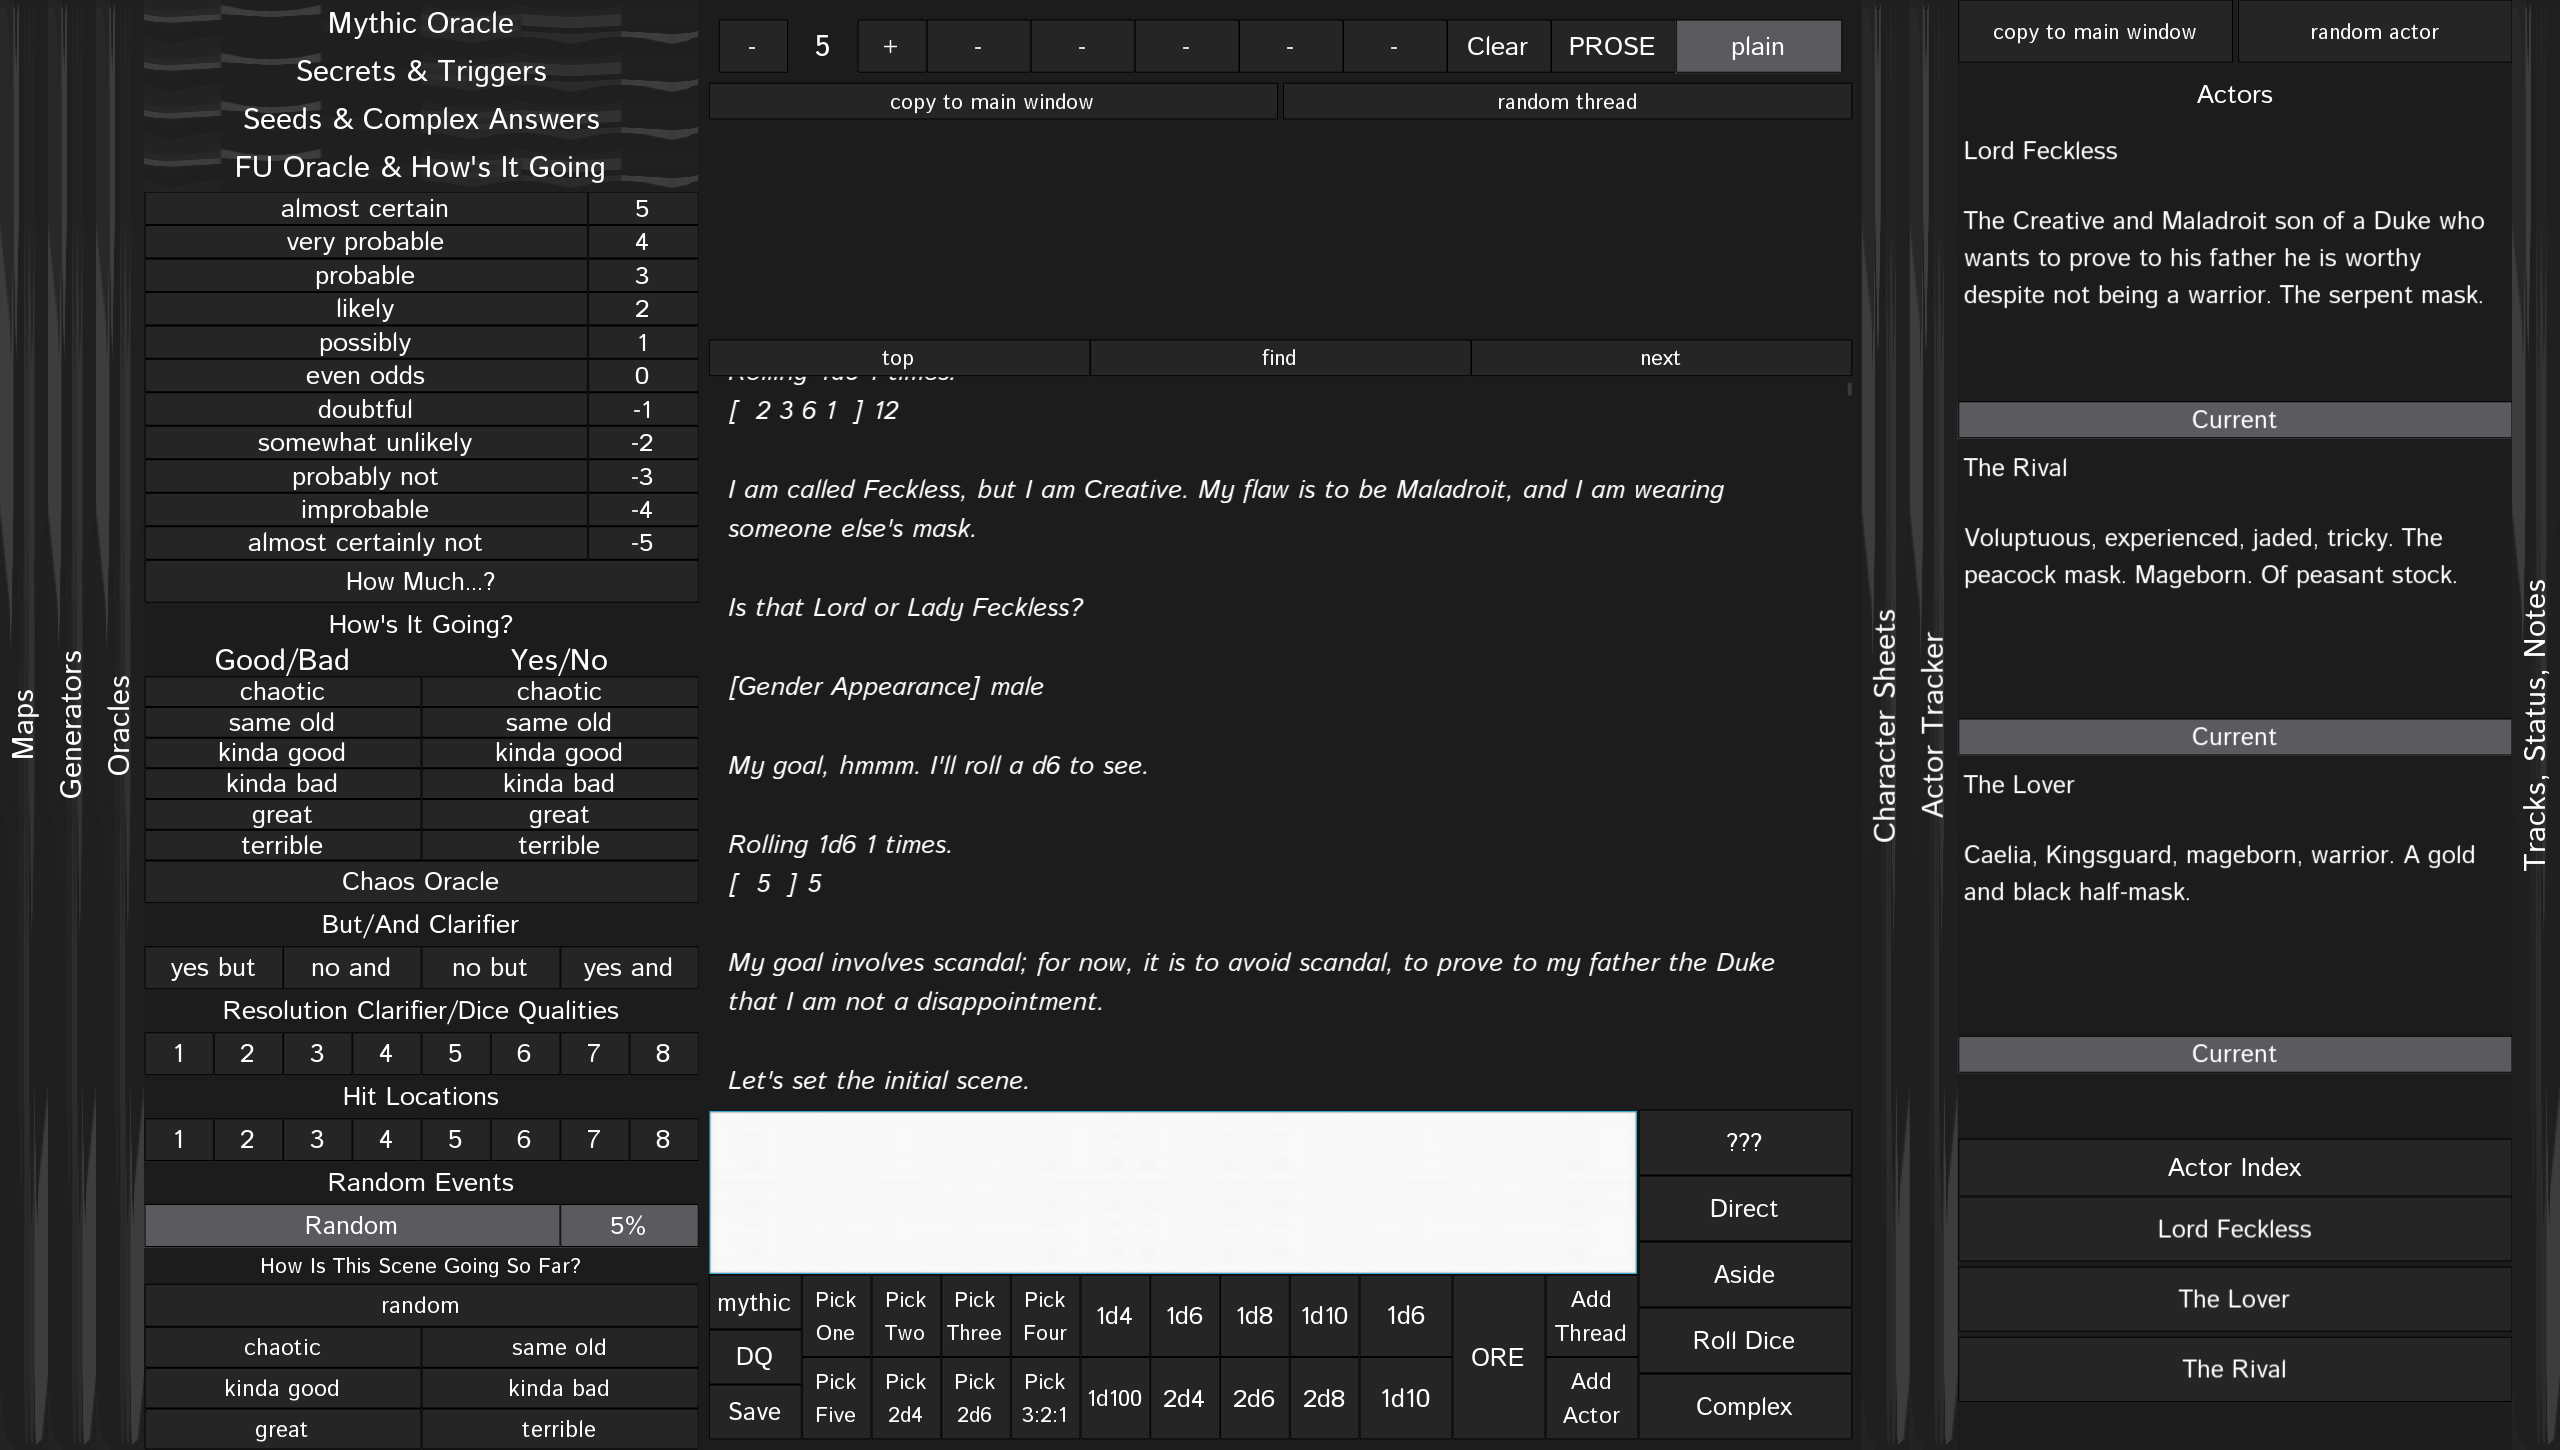 Maps
Generators
Oracles
Mythic Oracle
Secrets & Triggers
Seeds & Complex Answers
FU Oracle & How's It Going
almost certain 5
very probable 4
probable 3
likely 2
possibly 1
even odds 0
doubtful -1
somewhat unlikely -2
probably not -3
improbable -4
almost certainly not -5
How Much...?
How's It Going?
Good/Bad Yes/No
chaotic chaotic
same old same old
kinda good kinda good
kinda bad kinda bad
great great
terrible terrible
Chaos Oracle
But/And Clarifier
yes but no and no but yes and
Resolution Clarifier/Dice Qualities
1 2 3 4 5 6 7 8
Hit Locations
1 2 3 4 5 6 7 8
Random Events
Random 5%
How Is This Scene Going So Far?
random
chaotic same old
kinda good kinda bad
great terrible
- 5 + - - - - - Clear PROSE plain
copy to main window random thread
top find next
Rolling 1d6 4 times.
[ 2 3 6 1 ] 12
I am called Feckless, but I am Creative. My flaw is to be Maladroit, and I am wearing
someone else's mask.
Is that Lord or Lady Feckless?
[Gender Appearance] male
My goal, hmmm. I'll roll a d6 to see.
Rolling 1d6 1 times.
[ 5 ] 5
My goal involves scandal; for now, it is to avoid scandal, to prove to my father the Duke
that I am not a disappointment.
Let's set the initial scene.
???
Direct
Aside
Roll Dice
Complex
mythic
DQ
Save
Pick One
Pick Two
Pick Three
Pick Four
1d4 1d6 1d8 1d10 1d6
Pick Five
Pick 2d4
Pick 2d6
Pick 3:2:1
1d100 2d4 2d6 2d8 1d10
ORE
Add Thread
Add Actor
Character Sheets
Actor Tracker
copy to main window random actor
Actors
Lord Feckless
The Creative and Maladroit son of a Duke who
wants to prove to his father he is worthy
despite not being a warrior. The serpent mask.
Current
The Rival
Voluptuous, experienced, jaded, tricky. The
peacock mask. Mageborn. Of peasant stock.
Current
The Lover
Caelia, Kingsguard, mageborn, warrior. A gold
and black half-mask.
Current
Actor Index
Lord Feckless
The Lover
The Rival
Tracks, Status, Notes